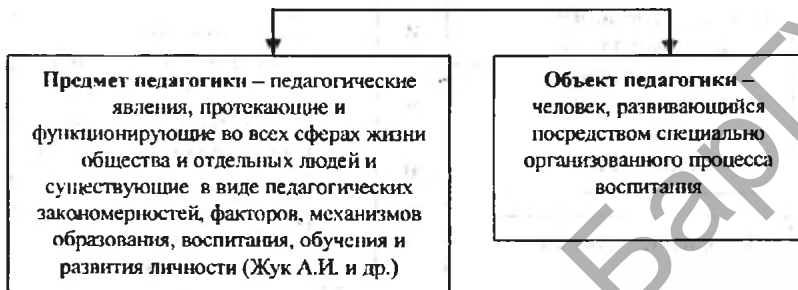 Предмет педагогики – педагогические
явления, протекающие и
функционирующие во всех сферах жизни
общества и отдельных людей и
существующие в виде педагогических
закономерностей, факторов, механизмов
образования, воспитания, обучения и
развития личности (Жук А.И. и др.)
Объект педагогики –
человек, развивающийся
посредством специально
организованного процесса
воспитания
БарГУ